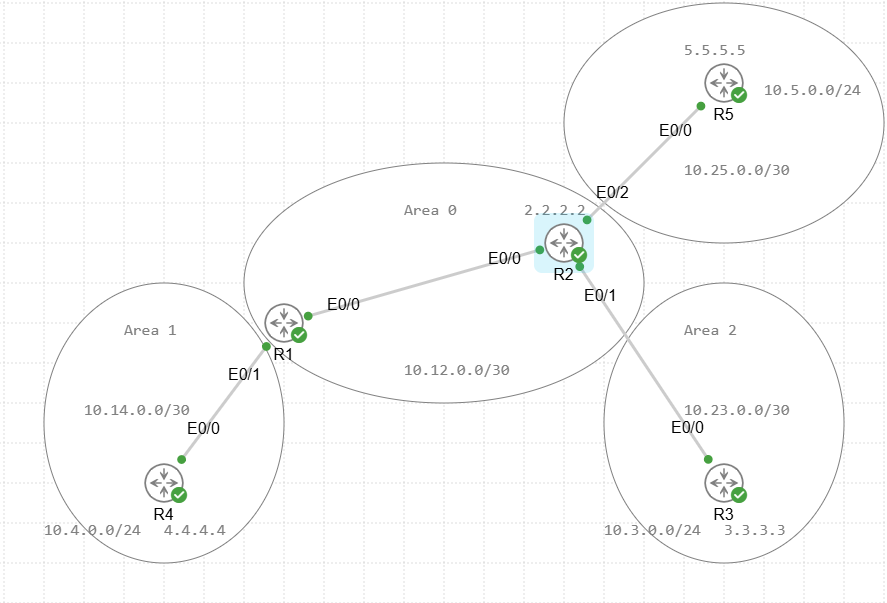 5.5.5.5
10.5.0.0/24
R5
E0/0
10.25.0.0/30
E0/2
Area 0
2.2.2.2
E0/0
R2
E0/1
E0/0
R1
10.12.0.0/30
Area 1
E0/1
10.14.0.0/30
E0/0
R4
10.4.0.0/24
4.4.4.4
Area 2
10.23.0.0/30
E0/0
R3
10.3.0.0/24
3.3.3.3